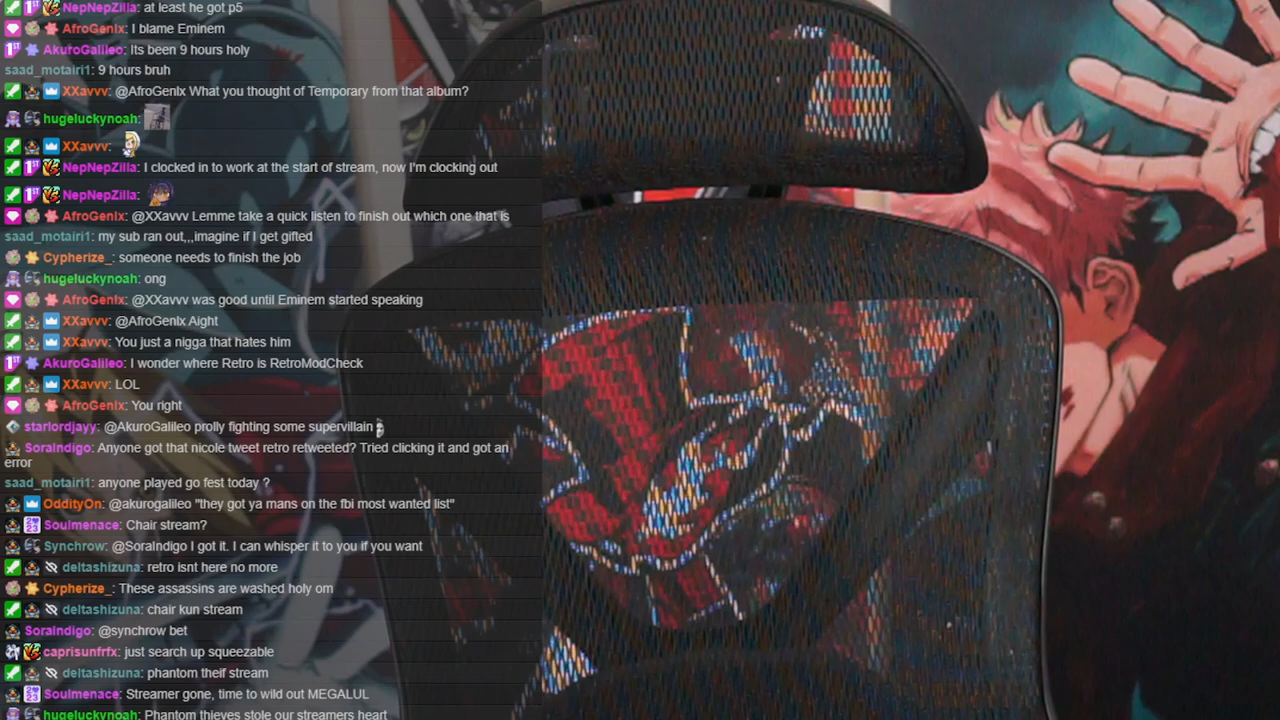 NepNepZilla: at least he got p5
AfroGenIx: I blame Eminem
AkuroGalileo: Its been 9 hours holy
saad_motairi1: 9 hours bruh
XXavvv: @AfroGenIx What you thought of Temporary from that album?
hugeluckynoah:
XXavvv:
NepNepZilla: I clocked in to work at the start of stream, now I'm clocking out
NepNepZilla:
AfroGenIx: @XXavvv Lemme take a quick listen to finish out which one that is
saad_motairi1: my sub ran out,,,imagine if I get gifted
Cypherize_: someone needs to finish the job
hugeluckynoah: ong
AfroGenIx: @XXavvv was good until Eminem started speaking
XXavvv: @AfroGenIx Aight
XXavvv: You just a nigga that hates him
AkuroGalileo: I wonder where Retro is RetroModCheck
XXavvv: LOL
AfroGenIx: You right
starlordjayy: @AkuroGalileo prolly fighting some supervillain
SoraIndigo: Anyone got that nicole tweet retro retweeted? Tried clicking it and got an
error
saad_motairi1: anyone played go fest today ?
OddityOn: @akurogalileo "they got ya mans on the fbi most wanted list"
Soulmenace: Chair stream?
Synchrow: @SoraIndigo I got it. I can whisper it to you if you want
deltashizuna: retro isnt here no more
Cypherize_: These assassins are washed holy om
deltashizuna: chair kun stream
SoraIndigo: @synchrow bet
caprisunfrfx: just search up squeezable
deltashizuna: phantom theif stream
Soulmenace: Streamer gone, time to wild out MEGALUL
hugeluckynoah: Phantom thieves stole our streamers heart